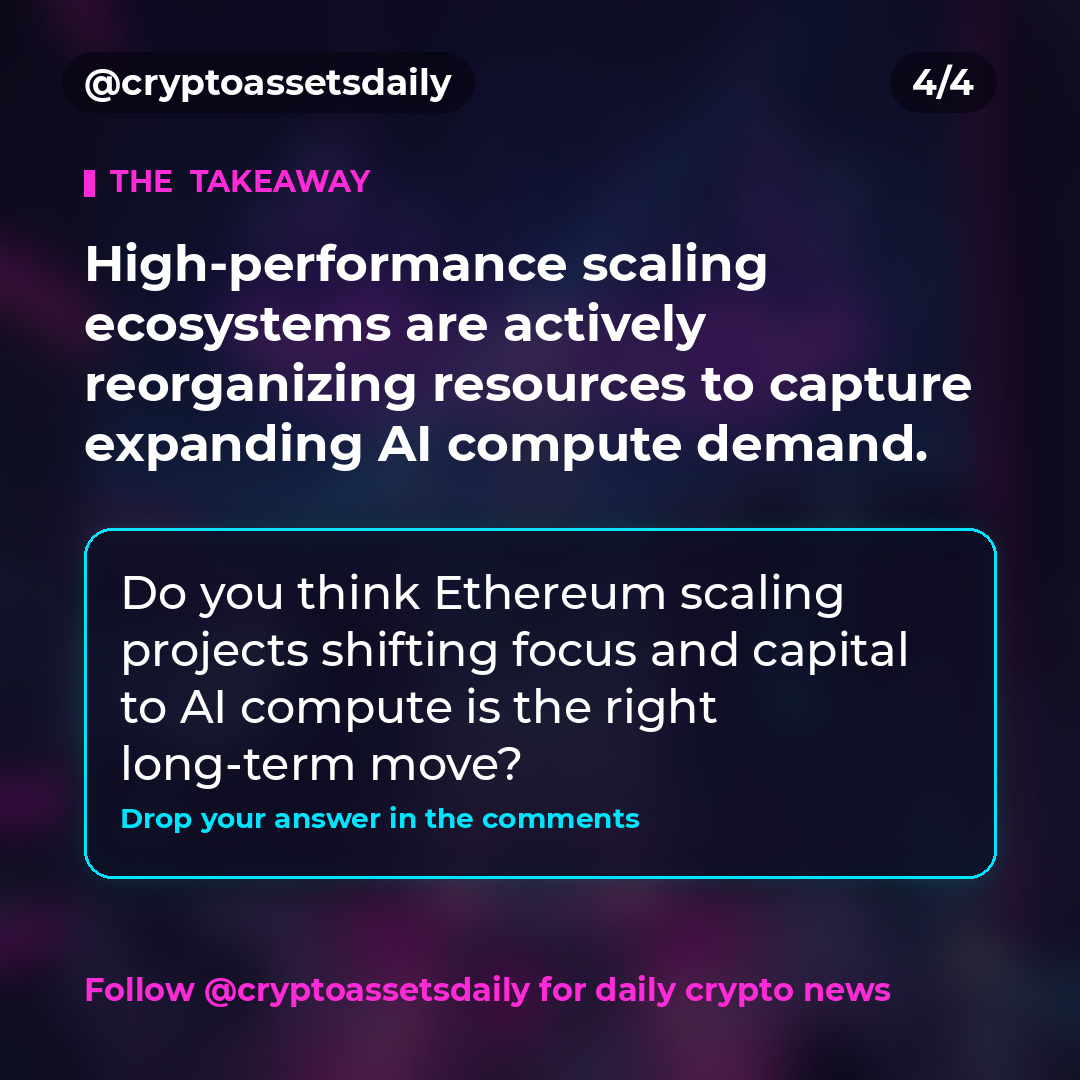 @cryptoassetsdaily
4/4
THE TAKEAWAY
High-performance scaling
ecosystems are actively
reorganizing resources to capture
expanding AI compute demand.
Do you think Ethereum scaling
projects shifting focus and capital
to AI compute is the right
long-term move?
Drop your answer in the comments
Follow @cryptoassetsdaily for daily crypto news